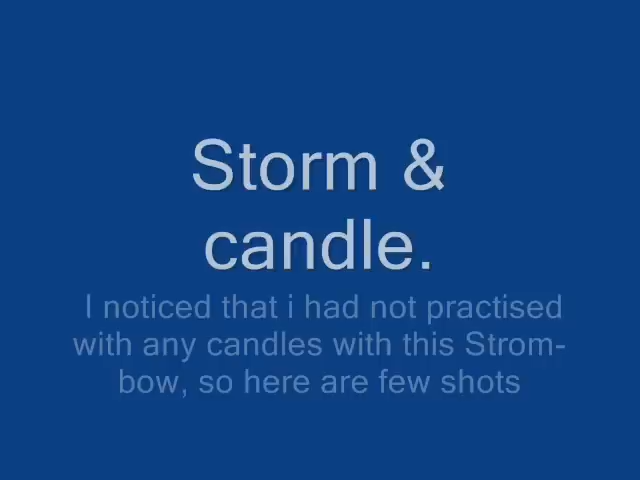 Storm &
candle.
I noticed that i had not practised
with any candles with this Strom-
bow, so here are few shots